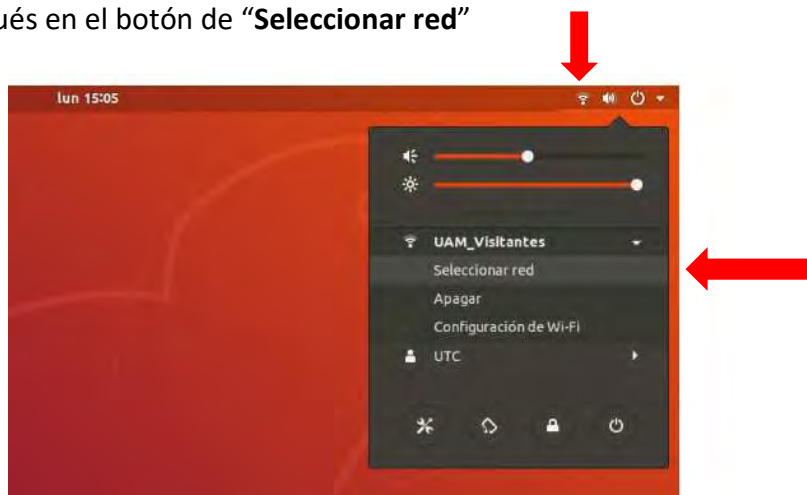 ués en el botón de “Seleccionar red”
lun 15:05
UAM_Visitantes
Seleccionar red
Apagar
Configuración de Wi-Fi
UTC